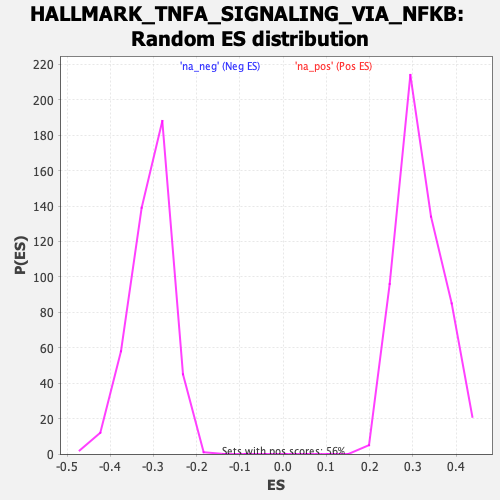 HALLMARK_TNFA_SIGNALING_VIA_NFKB:
Random ES distribution
'na_neg' (Neg ES)
'na_pos' (Pos ES)
220
200
180
160
140
120
100
80
60
40
20
0
P(ES)
Sets with pos scores: 56%
-0.5 -0.4 -0.3 -0.2 -0.1 0.0 0.1 0.2 0.3 0.4
ES